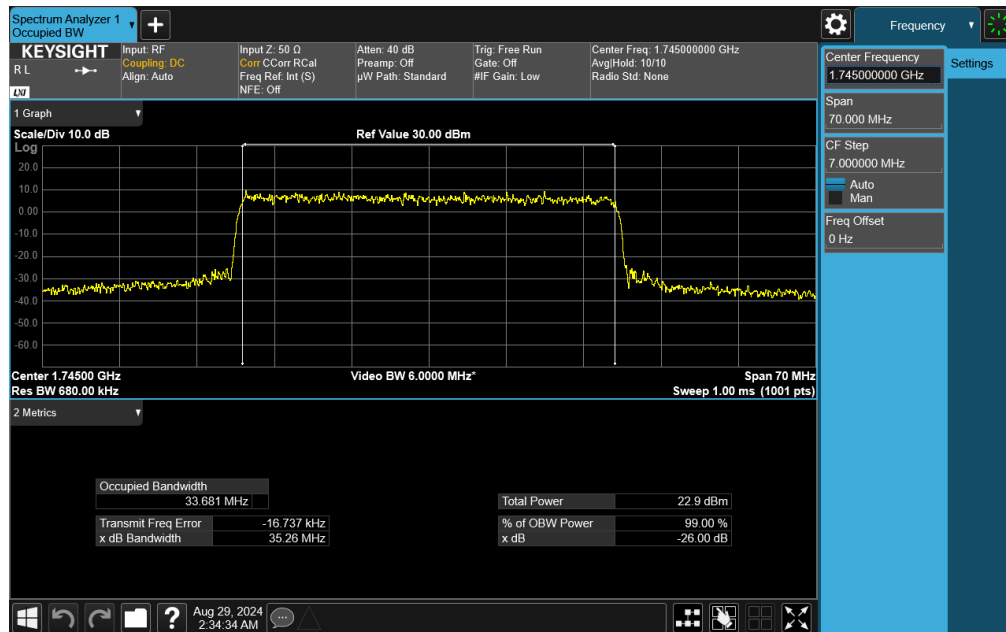 Spectrum Analyzer 1
Occupied BW
Frequency
KEYSIGHT
R L
LXI
Input: RF
Coupling: DC
Align: Auto
Input Z: 50 Ω
Corr CCorr RCal
Freq Ref: Int (S)
NFE: Off
Atten: 40 dB
Preamp: Off
µW Path: Standard
Trig: Free Run
Gate: Off
#IF Gain: Low
Center Freq: 1.745000000 GHz
Avg|Hold: 10/10
Radio Std: None
Center Frequency
1.745000000 GHz
Settings
Span
70.000 MHz
CF Step
7.000000 MHz
Auto
Man
Freq Offset
0 Hz
1 Graph
Scale/Div 10.0 dB
Ref Value 30.00 dBm
Log
20.0
10.0
0.00
-10.0
-20.0
-30.0
-40.0
-50.0
-60.0
Center 1.74500 GHz
Video BW 6.0000 MHz*
Span 70 MHz
Res BW 680.00 kHz
Sweep 1.00 ms (1001 pts)
2 Metrics
Occupied Bandwidth
33.681 MHz
Total Power 22.9 dBm
Transmit Freq Error -16.737 kHz
% of OBW Power 99.00 %
x dB Bandwidth 35.26 MHz
x dB -26.00 dB
?
Aug 29, 2024
2:34:34 AM